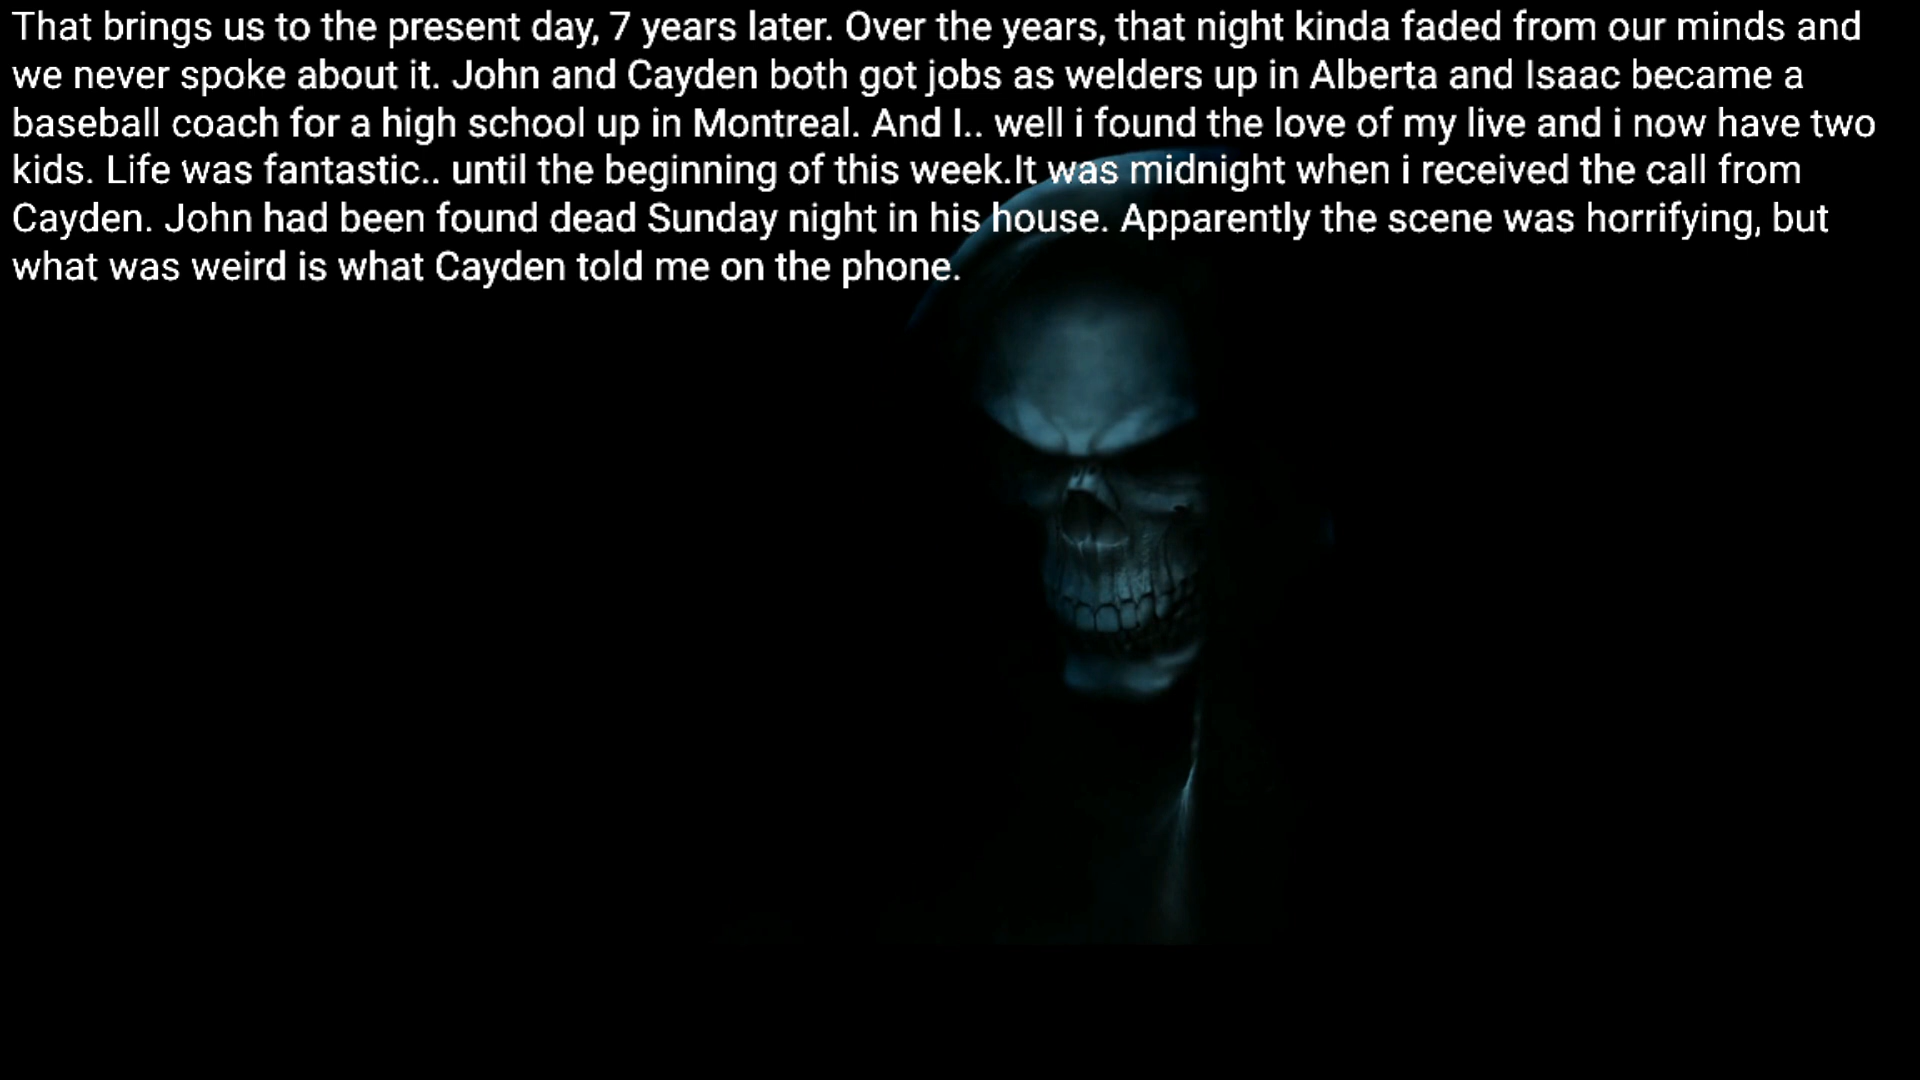 That brings us to the present day, 7 years later. Over the years, that night kinda faded from our minds and
we never spoke about it. John and Cayden both got jobs as welders up in Alberta and Isaac became a
baseball coach for a high school up in Montreal. And I.. well i found the love of my live and i now have two
kids. Life was fantastic.. until the beginning of this week.It was midnight when i received the call from
Cayden. John had been found dead Sunday night in his house. Apparently the scene was horrifying, but
what was weird is what Cayden told me on the phone.